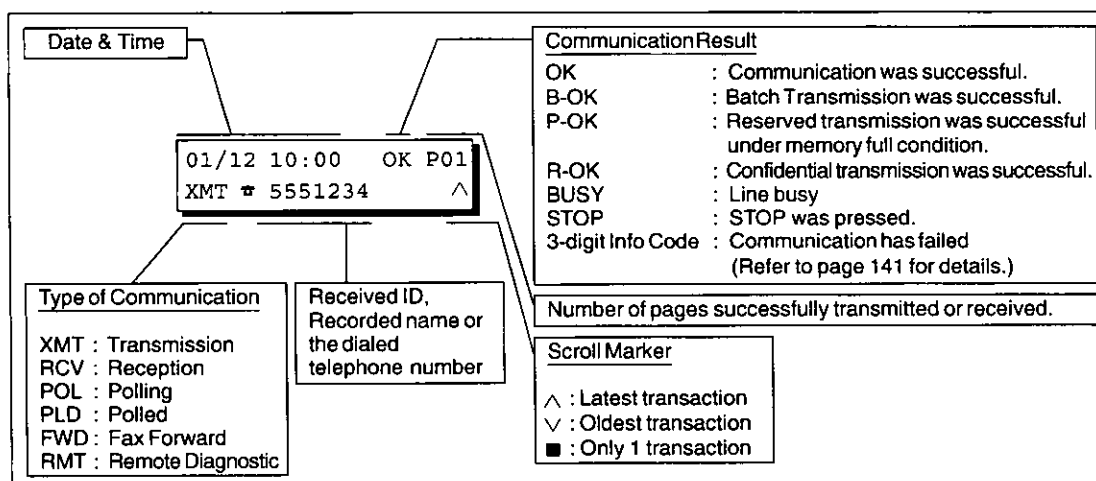 Date & Time
Communication Result
OK : Communication was successful.
B-OK : Batch Transmission was successful.
P-OK : Reserved transmission was successful
under memory full condition.
R-OK : Confidential transmission was successful.
BUSY : Line busy
STOP : STOP was pressed.
3-digit Info Code : Communication has failed
(Refer to page 141 for details.)
01/12 10:00 OK P01
XMT ☎ 5551234 ∧
Type of Communication
XMT : Transmission
RCV : Reception
POL : Polling
PLD : Polled
FWD : Fax Forward
RMT : Remote Diagnostic
Received ID,
Recorded name or
the dialed
telephone number
Number of pages successfully transmitted or received.
Scroll Marker
∧ : Latest transaction
∨ : Oldest transaction
■ : Only 1 transaction